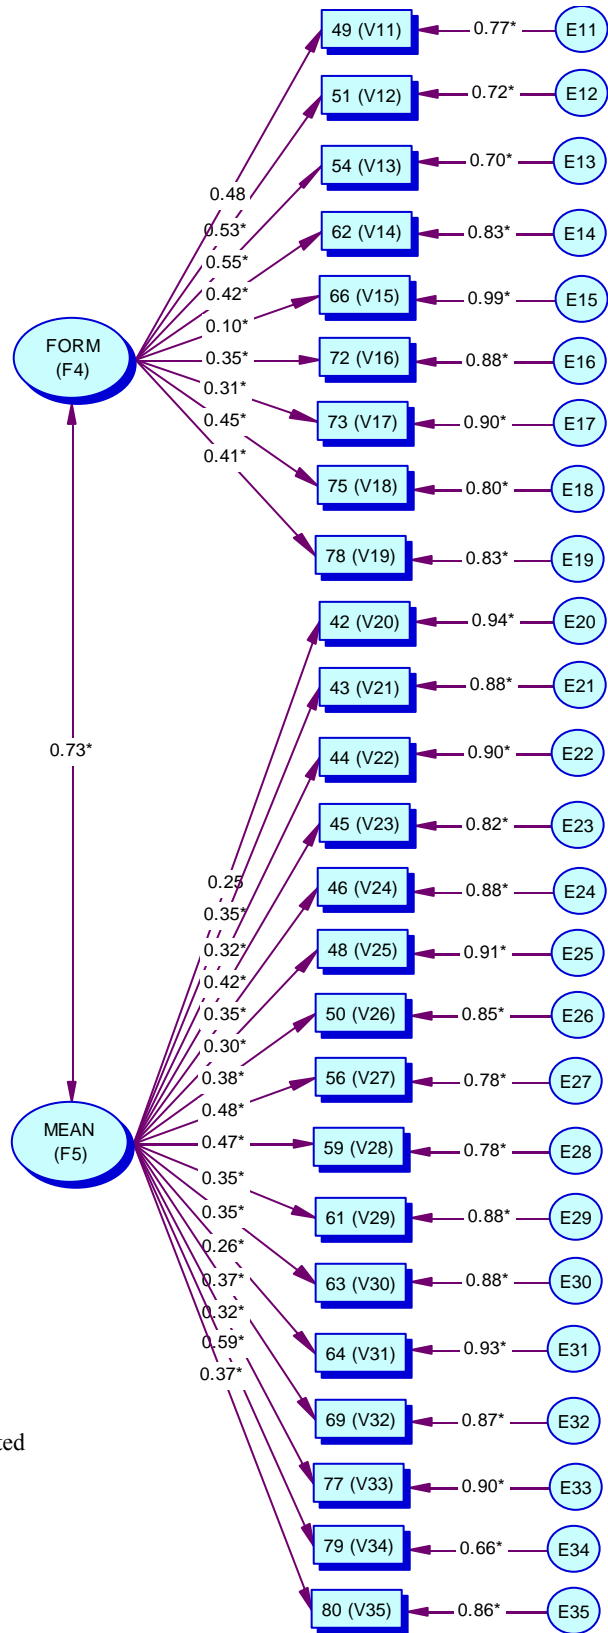 49 (V11) 0.77* E11
51 (V12) 0.72* E12
54 (V13) 0.70* E13
0.48
62 (V14) 0.83* E14
0.53*
0.55*
66 (V15) 0.99* E15
0.42*
0.10*
FORM
(F4)
0.35*
72 (V16) 0.88* E16
0.31*
73 (V17) 0.90* E17
0.45*
0.41*
75 (V18) 0.80* E18
78 (V19) 0.83* E19
42 (V20) 0.94* E20
43 (V21) 0.88* E21
0.73*
44 (V22) 0.90* E22
45 (V23) 0.82* E23
0.25
46 (V24) 0.88* E24
0.35*
0.32*
48 (V25) 0.91* E25
0.42*
0.35*
50 (V26) 0.85* E26
0.30*
0.38*
56 (V27) 0.78* E27
0.48*
MEAN
(F5)
0.47*
59 (V28) 0.78* E28
0.35*
0.35*
61 (V29) 0.88* E29
0.26*
0.37*
63 (V30) 0.88* E30
0.32*
0.59*
64 (V31) 0.93* E31
0.37*
69 (V32) 0.87* E32
77 (V33) 0.90* E33
79 (V34) 0.66* E34
80 (V35) 0.86* E35